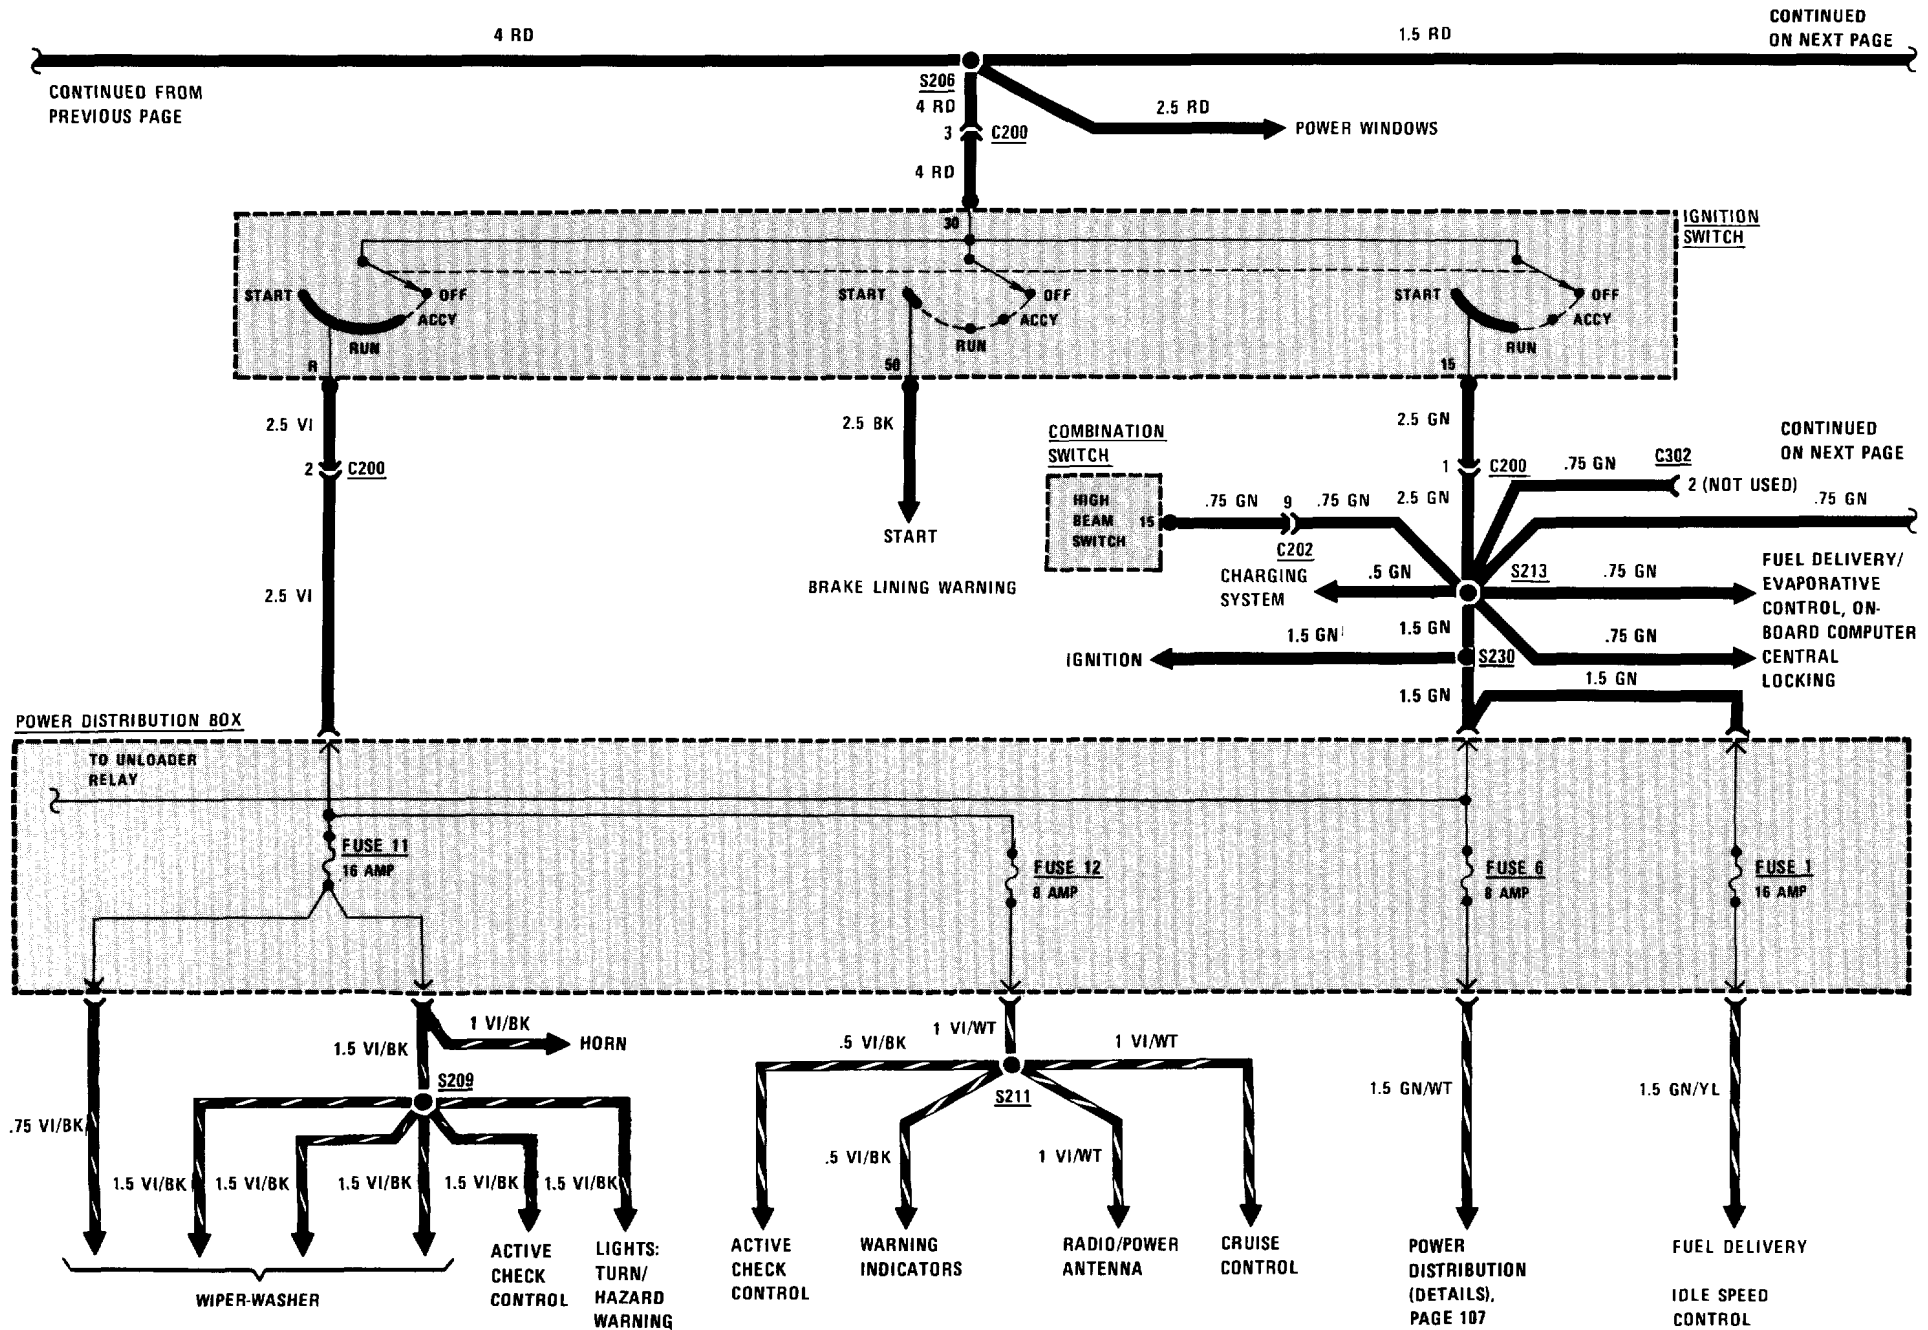 4 RD
1.5 RD
CONTINUED
ON NEXT PAGE
CONTINUED FROM
PREVIOUS PAGE
S206
4 RD
2.5 RD
3
C200
POWER WINDOWS
4 RD
30
IGNITION
SWITCH
START
OFF
ACCY
RUN
R
START
OFF
ACCY
RUN
50
START
OFF
ACCY
RUN
15
2.5 VI
2
C200
2.5 VI
2.5 BK
START
BRAKE LINING WARNING
2.5 GN
1
C200
2.5 GN
COMBINATION
SWITCH
HIGH
BEAM
SWITCH
15
.75 GN
9
.75 GN
C202
.75 GN
C302
2 (NOT USED)
CONTINUED
ON NEXT PAGE
.75 GN
CHARGING
SYSTEM
.5 GN
S213
.75 GN
FUEL DELIVERY/
EVAPORATIVE
CONTROL, ON-
BOARD COMPUTER
IGNITION
1.5 GN
1.5 GN
S230
.75 GN
CENTRAL
LOCKING
1.5 GN
1.5 GN
POWER DISTRIBUTION BOX
TO UNLOADER
RELAY
FUSE 11
16 AMP
FUSE 12
8 AMP
FUSE 6
8 AMP
FUSE 1
16 AMP
1 VI/BK
HORN
1.5 VI/BK
S209
.75 VI/BK
1.5 VI/BK
1.5 VI/BK
1.5 VI/BK
1.5 VI/BK
1.5 VI/BK
WIPER-WASHER
ACTIVE
CHECK
CONTROL
LIGHTS:
TURN/
HAZARD
WARNING
1 VI/WT
.5 VI/BK
1 VI/WT
S211
.5 VI/BK
1 VI/WT
ACTIVE
CHECK
CONTROL
WARNING
INDICATORS
RADIO/POWER
ANTENNA
CRUISE
CONTROL
1.5 GN/WT
POWER
DISTRIBUTION
(DETAILS),
PAGE 107
1.5 GN/YL
FUEL DELIVERY
IDLE SPEED
CONTROL